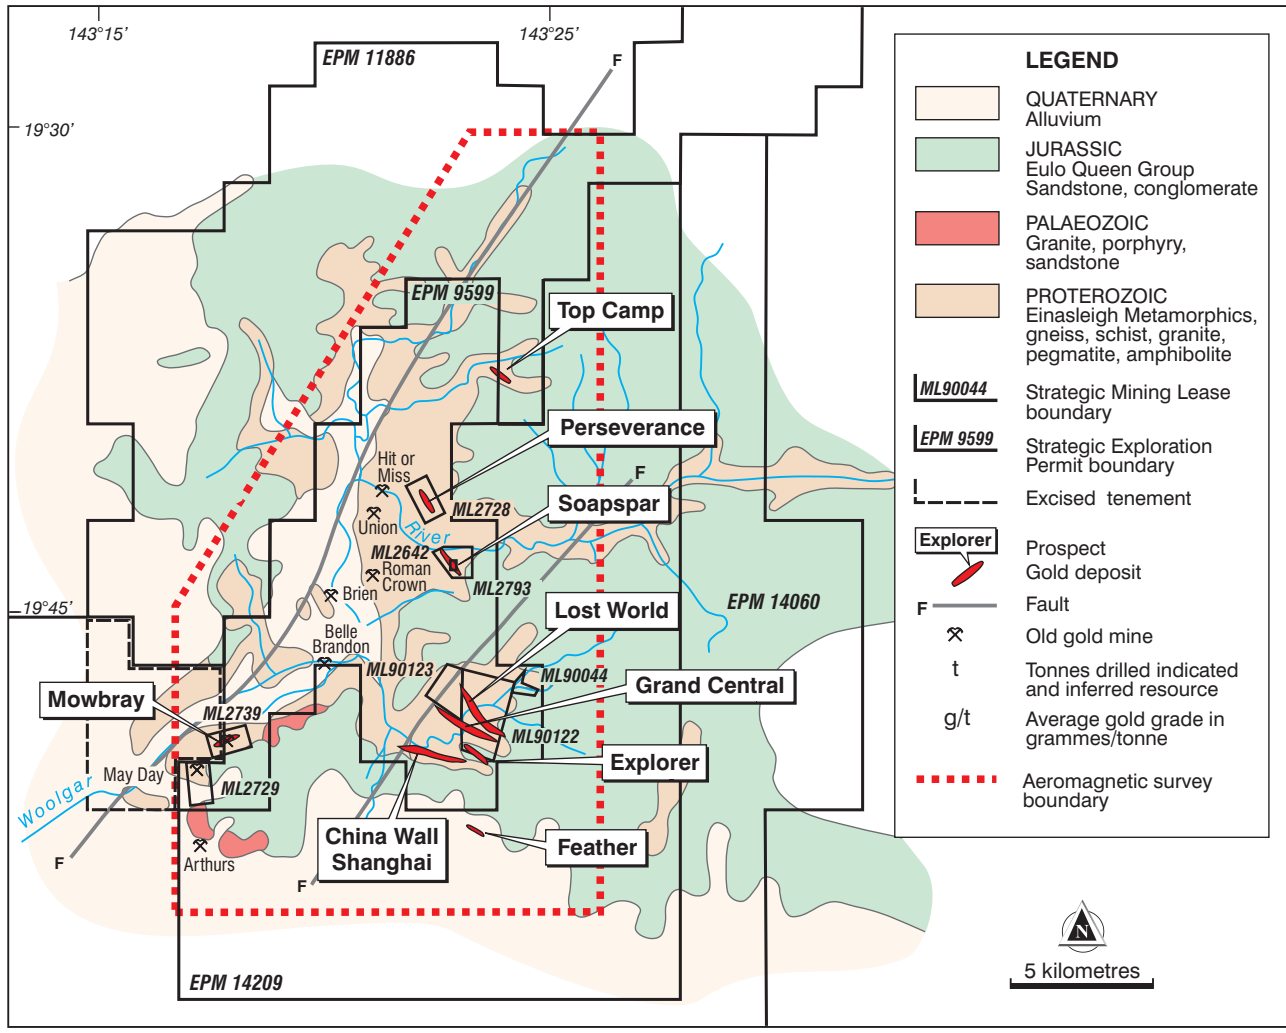 143°15'
143°25'
EPM 11886
F
19°30'
EPM 9599
Top Camp
Perseverance
Hit or
Miss
F
Soapspar
ML2728
Union
River
ML2642
Roman
Crown
ML2793
Brien
Lost World
EPM 14060
19°45'
Belle
Brandon
ML90123
ML90044
Grand Central
Mowbray
ML2739
ML90122
Explorer
May Day
ML2729
Woolgar
China Wall
Shanghai
Feather
F
Arthurs
F
EPM 14209
LEGEND
QUATERNARY
Alluvium
JURASSIC
Eulo Queen Group
Sandstone, conglomerate
PALAEOZOIC
Granite, porphyry,
sandstone
PROTEROZOIC
Einasleigh Metamorphics,
gneiss, schist, granite,
pegmatite, amphibolite
ML90044
Strategic Mining Lease
boundary
EPM 9599
Strategic Exploration
Permit boundary
Excised tenement
Explorer
Prospect
Gold deposit
F
Fault
Old gold mine
t
Tonnes drilled indicated
and inferred resource
g/t
Average gold grade in
grammes/tonne
Aeromagnetic survey
boundary
N
5 kilometres